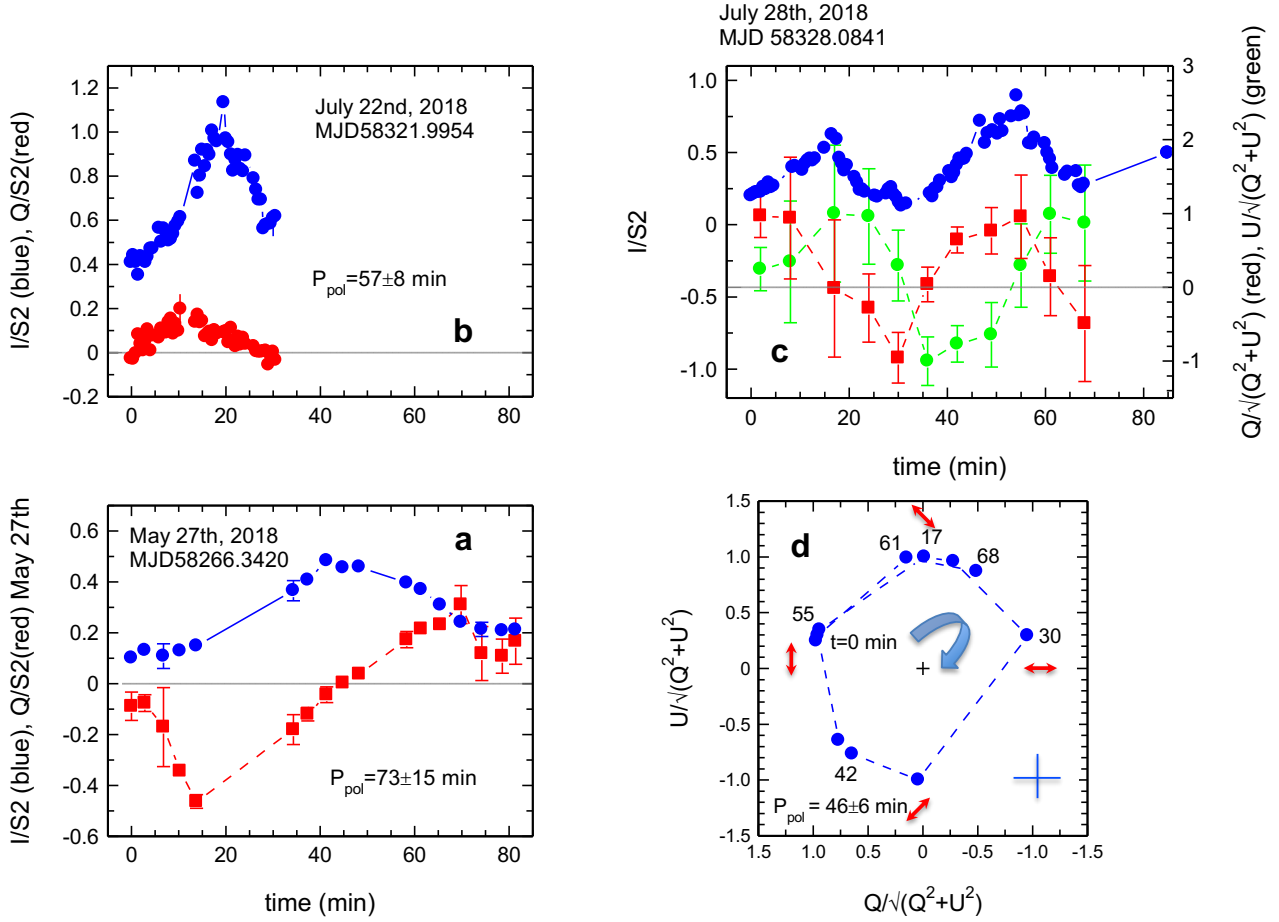 July 28th, 2018
MJD 58328.0841
1.2
1.0
0.8
0.6
0.4
0.2
0
-0.2
0
20
40
60
80
I/S2 (blue), Q/S2(red)
July 22nd, 2018
MJD58321.9954
P_pol=57±8 min
b
1.0
0.5
0
-0.5
-1.0
0
20
40
60
80
3
2
1
0
-1
I/S2
Q/√(Q²+U²) (red), U/√(Q²+U²) (green)
c
time (min)
0.6
0.4
0.2
0
-0.2
-0.4
-0.6
0
20
40
60
80
I/S2 (blue), Q/S2(red) May 27th
May 27th, 2018
MJD58266.3420
a
P_pol=73±15 min
time (min)
1.5
1.0
0.5
0
-0.5
-1.0
-1.5
1.5
1.0
0.5
0
-0.5
-1.0
-1.5
U/√(Q²+U²)
d
61
17
68
55
t=0 min
30
42
P_pol = 46±6 min
Q/√(Q²+U²)